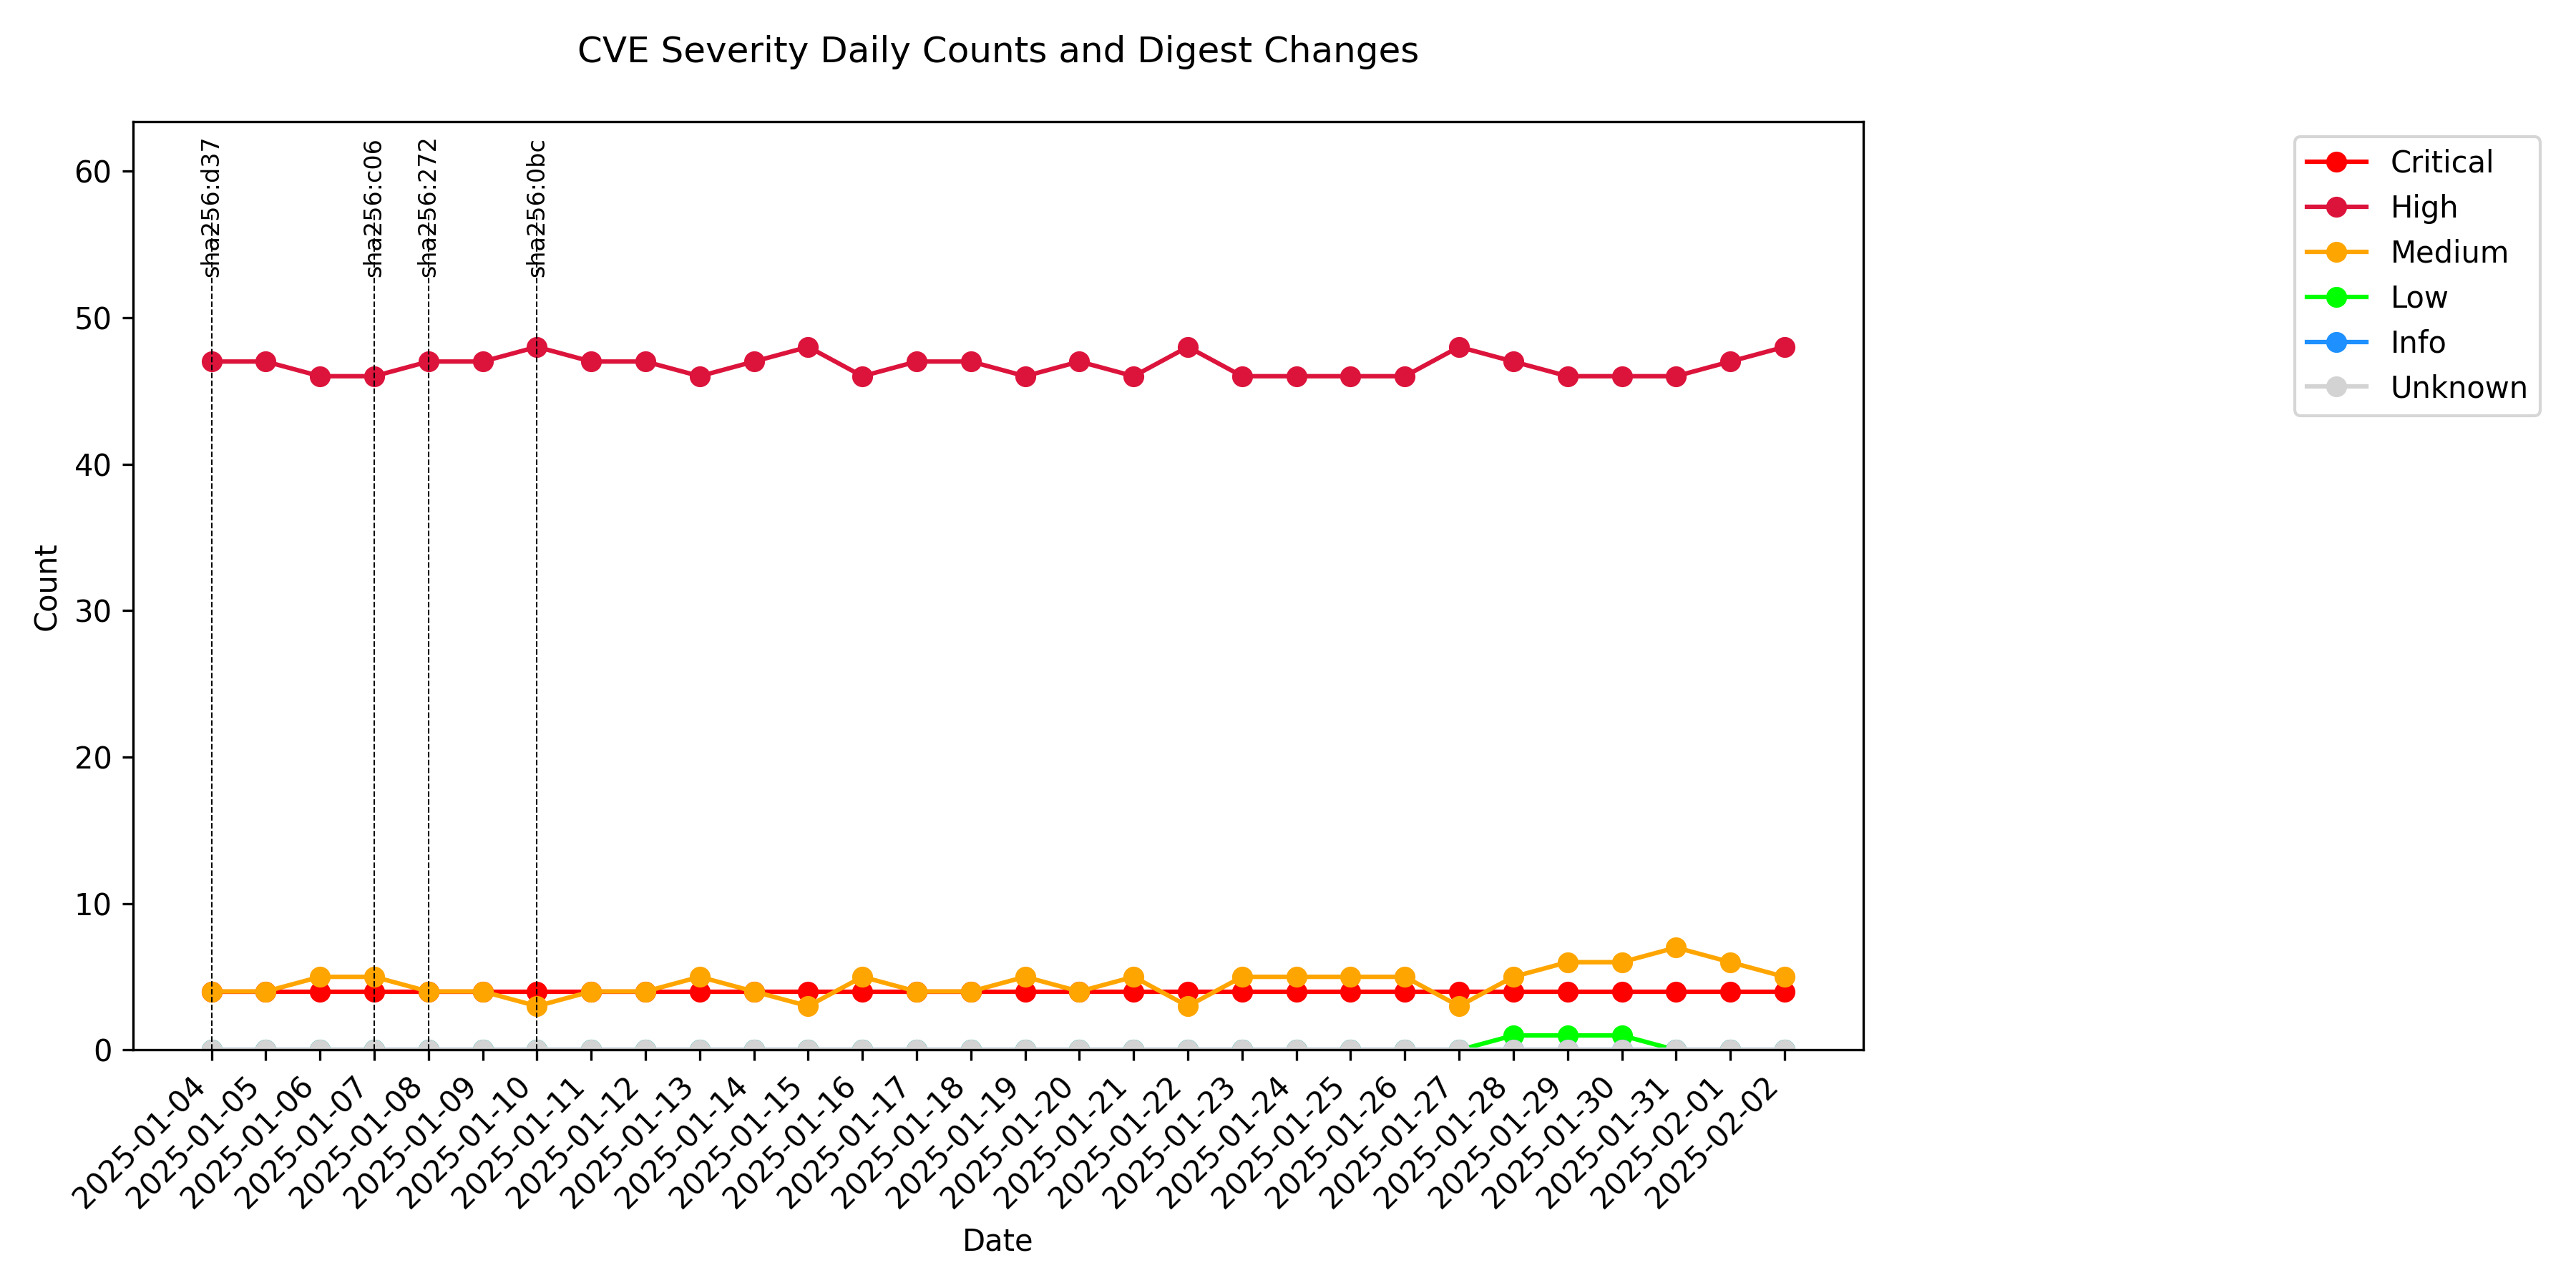 CVE Severity Daily Counts and Digest Changes
sha256:d37
sha256:c06
sha256:272
sha256:0bc
Critical
High
Medium
Low
Info
Unknown
60
50
40
30
20
10
0
Count
2025-01-04
2025-01-05
2025-01-06
2025-01-07
2025-01-08
2025-01-09
2025-01-10
2025-01-11
2025-01-12
2025-01-13
2025-01-14
2025-01-15
2025-01-16
2025-01-17
2025-01-18
2025-01-19
2025-01-20
2025-01-21
2025-01-22
2025-01-23
2025-01-24
2025-01-25
2025-01-26
2025-01-27
2025-01-28
2025-01-29
2025-01-30
2025-01-31
2025-02-01
2025-02-02
Date